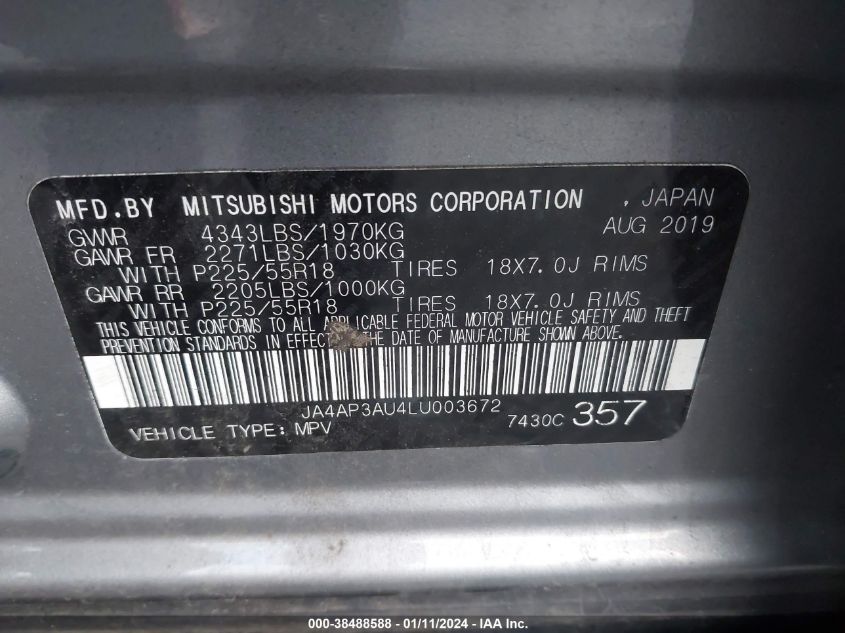 MFD.BY MITSUBISHI MOTORS CORPORATION , JAPAN
GVWR 4343LBS/1970KG AUG 2019
GAWR FR 2271LBS/1030KG
WITH P225/55R18 TIRES 18X7.0J RIMS
GAWR RR 2205LBS/1000KG
WITH P225/55R18 TIRES 18X7.0J RIMS
THIS VEHICLE CONFORMS TO ALL APPLICABLE FEDERAL MOTOR VEHICLE SAFETY AND THEFT
PREVENTION STANDARDS IN EFFECT THE DATE OF MANUFACTURE SHOWN ABOVE.
JA4AP3AU4LU003672
VEHICLE TYPE: MPV 7430C 357
000-38488588 - 01/11/2024 - IAA Inc.